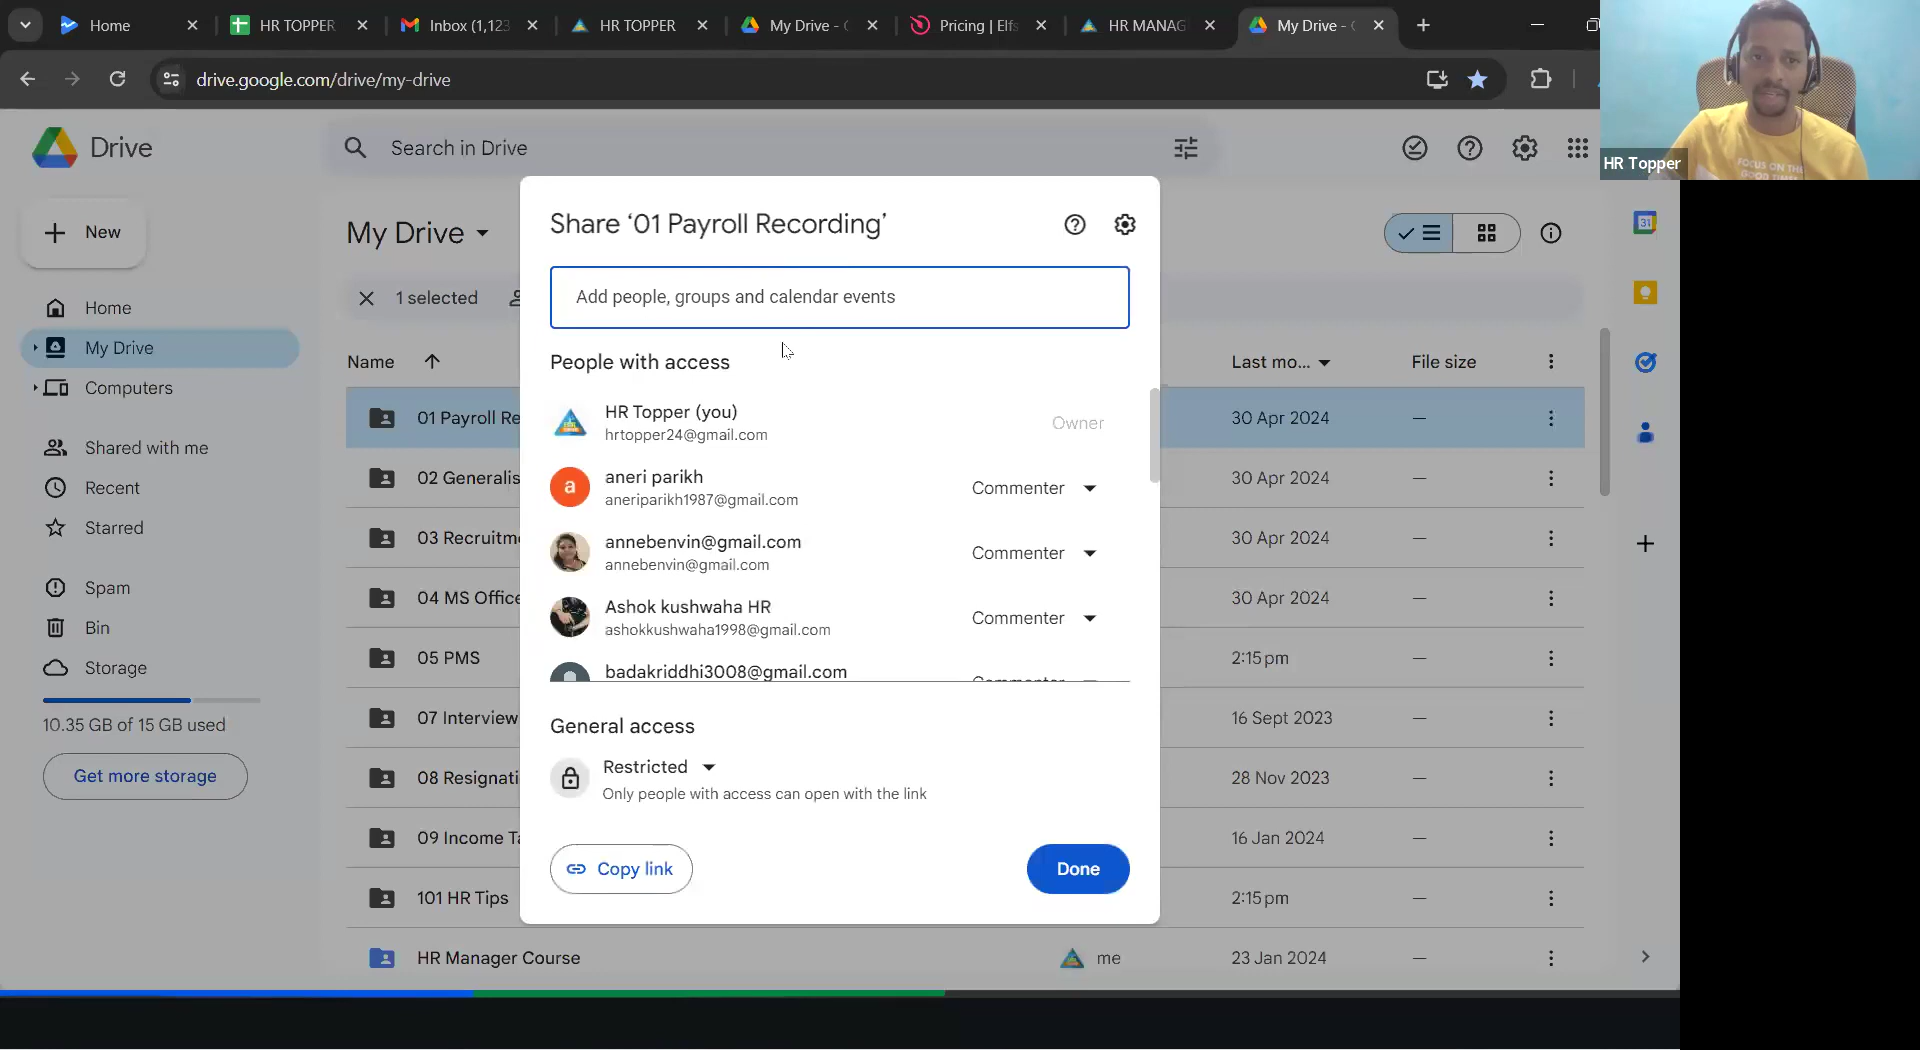 Home
HR TOPPER
Inbox (1,123
HR TOPPER
My Drive -
Pricing | Elfs
HR MANAG
My Drive -
drive.google.com/drive/my-drive
Drive
Search in Drive
HR Topper
FOCUS ON THE
GOOD TIMES
New
My Drive
1 selected
Home
My Drive
Computers
Shared with me
Recent
Starred
Spam
Bin
Storage
10.35 GB of 15 GB used
Get more storage
Name
Last mo...
File size
01 Payroll Re
30 Apr 2024
—
02 Generalis
30 Apr 2024
—
03 Recruitm
30 Apr 2024
—
04 MS Office
30 Apr 2024
—
05 PMS
2:15 pm
—
07 Interview
16 Sept 2023
—
08 Resignati
28 Nov 2023
—
09 Income Ta
16 Jan 2024
—
101 HR Tips
2:15 pm
—
HR Manager Course
me
23 Jan 2024
—
Share ‘01 Payroll Recording’
Add people, groups and calendar events
People with access
HR Topper (you)
hrtopper24@gmail.com
Owner
aneri parikh
aneriparikh1987@gmail.com
Commenter
annebenvin@gmail.com
annebenvin@gmail.com
Commenter
Ashok kushwaha HR
ashokkushwaha1998@gmail.com
Commenter
badakriddhi3008@gmail.com
Commenter
General access
Restricted
Only people with access can open with the link
Copy link
Done
31